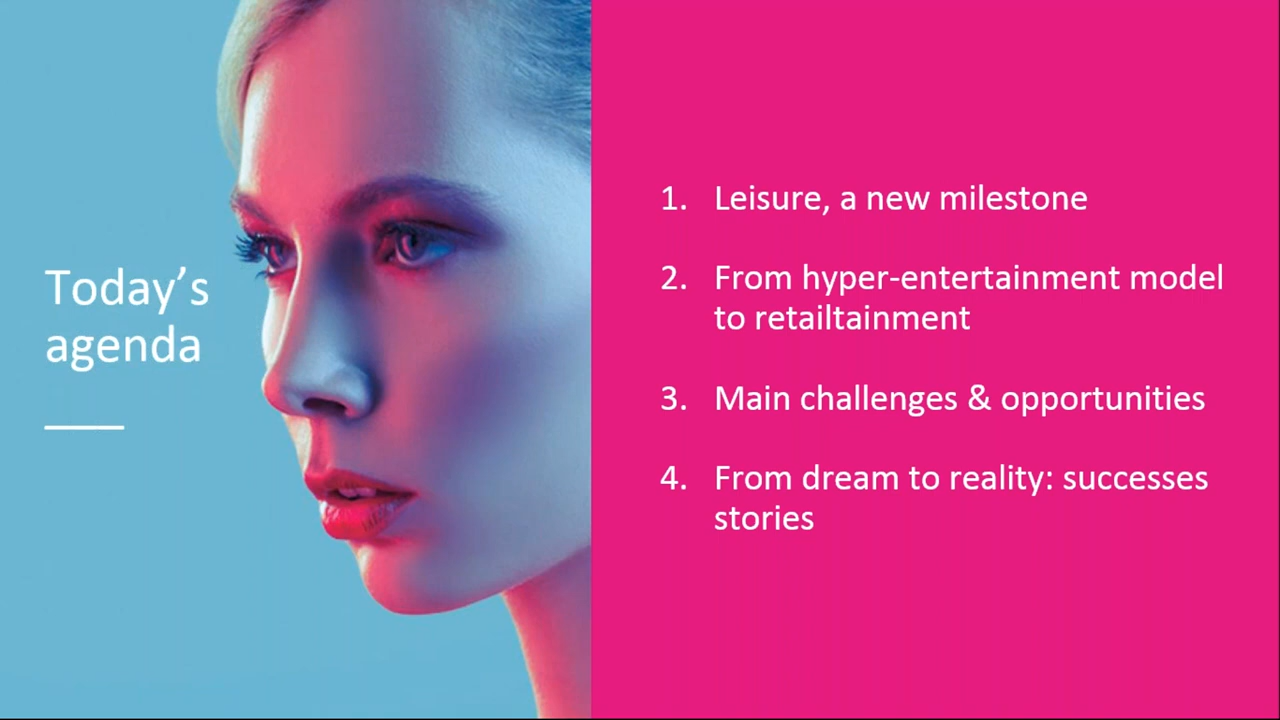 Today’s
agenda
1. Leisure, a new milestone
2. From hyper-entertainment model
to retailtainment
3. Main challenges & opportunities
4. From dream to reality: successes
stories